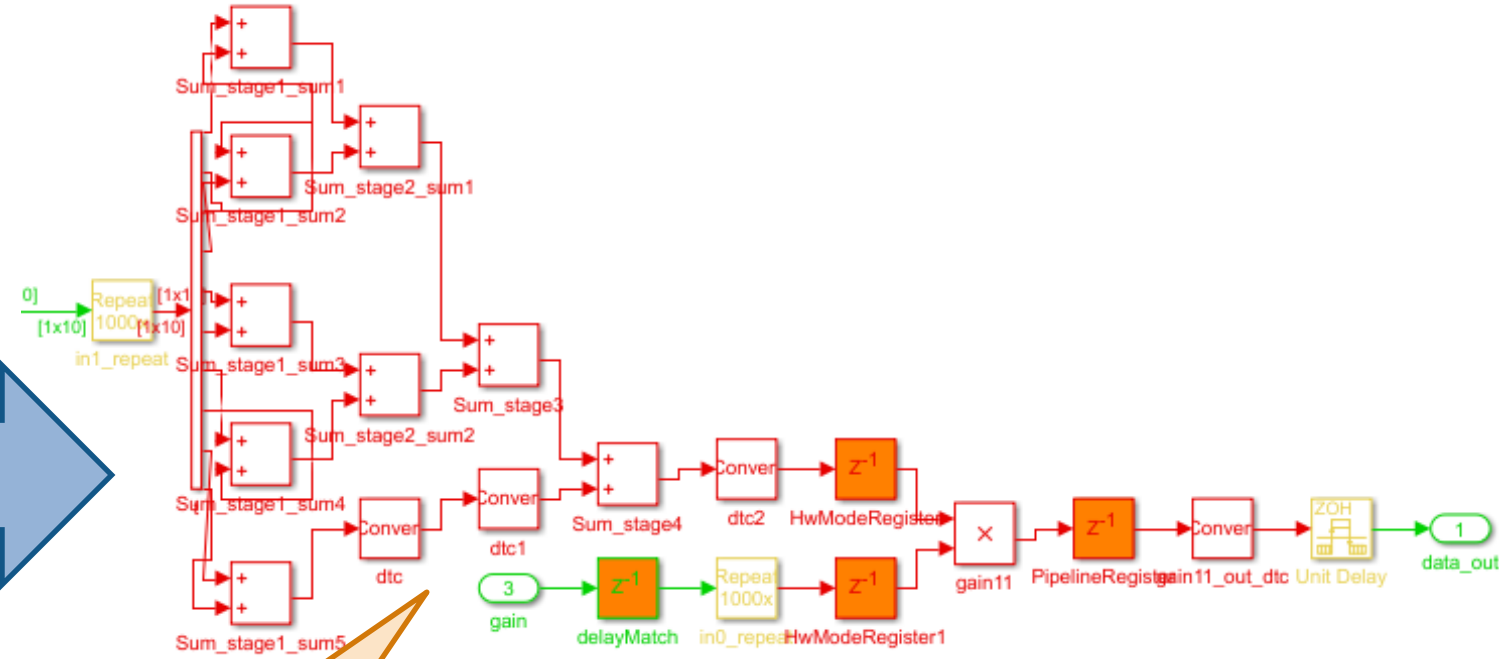 +
+
Sum_stage1_sum1
+
+
Sum_stage2_sum1
+
+
Sum_stage1_sum2
0]
[1x10]
Repeat
1000x
in1_repeat
[1x1
[1x10]
+
+
Sum_stage1_sum3
+
+
Sum_stage2_sum2
+
+
Sum_stage3
+
+
Sum_stage1_sum4
+
+
Sum_stage1_sum5
Conver
dtc
Conver
dtc1
+
+
Sum_stage4
Conver
dtc2
z-1
HwModeRegister
3
gain
z-1
delayMatch
Repeat
1000x
in0_repeat
z-1
HwModeRegister1
×
gain11
z-1
PipelineRegister
Conver
gain11_out_dtc
ZOH
Unit Delay
1
data_out